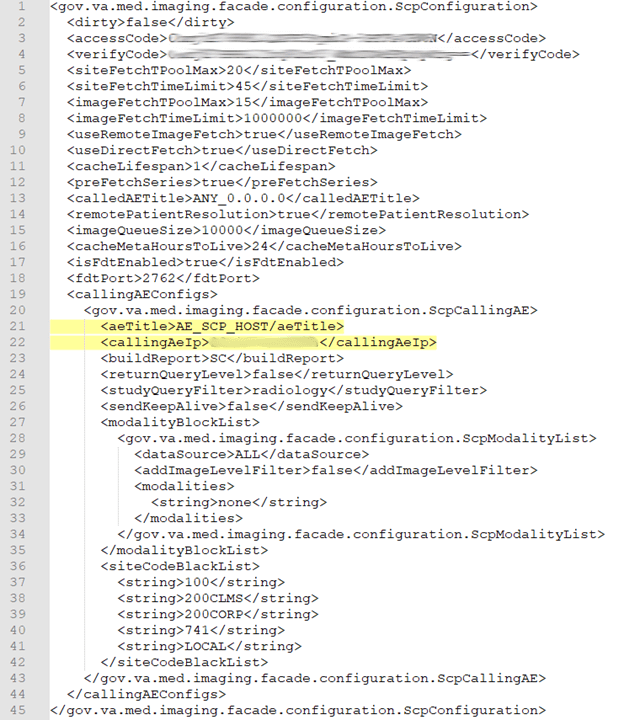 1 <gov.va.med.imaging.facade.configuration.ScpConfiguration>
2 <dirty>false</dirty>
3 <accessCode></accessCode>
4 <verifyCode></verifyCode>
5 <siteFetchTPoolMax>20</siteFetchTPoolMax>
6 <siteFetchTimeLimit>45</siteFetchTimeLimit>
7 <imageFetchTPoolMax>15</imageFetchTPoolMax>
8 <imageFetchTimeLimit>1000000</imageFetchTimeLimit>
9 <useRemoteImageFetch>true</useRemoteImageFetch>
10 <useDirectFetch>true</useDirectFetch>
11 <cacheLifespan>1</cacheLifespan>
12 <preFetchSeries>true</preFetchSeries>
13 <calledAETitle>ANY_0.0.0.0</calledAETitle>
14 <remotePatientResolution>true</remotePatientResolution>
15 <imageQueueSize>10000</imageQueueSize>
16 <cacheMetaHoursToLive>24</cacheMetaHoursToLive>
17 <isFdtEnabled>true</isFdtEnabled>
18 <fdtPort>2762</fdtPort>
19 <callingAEConfigs>
20 <gov.va.med.imaging.facade.configuration.ScpCallingAE>
21 <aeTitle>AE_SCP_HOST/aeTitle>
22 <callingAeIp></callingAeIp>
23 <buildReport>SC</buildReport>
24 <returnQueryLevel>false</returnQueryLevel>
25 <studyQueryFilter>radiology</studyQueryFilter>
26 <sendKeepAlive>false</sendKeepAlive>
27 <modalityBlockList>
28 <gov.va.med.imaging.facade.configuration.ScpModalityList>
29 <dataSource>ALL</dataSource>
30 <addImageLevelFilter>false</addImageLevelFilter>
31 <modalities>
32 <string>none</string>
33 </modalities>
34 </gov.va.med.imaging.facade.configuration.ScpModalityList>
35 </modalityBlockList>
36 <siteCodeBlackList>
37 <string>100</string>
38 <string>200CLMS</string>
39 <string>200CORP</string>
40 <string>741</string>
41 <string>LOCAL</string>
42 </siteCodeBlackList>
43 </gov.va.med.imaging.facade.configuration.ScpCallingAE>
44 </callingAEConfigs>
45 </gov.va.med.imaging.facade.configuration.ScpConfiguration>